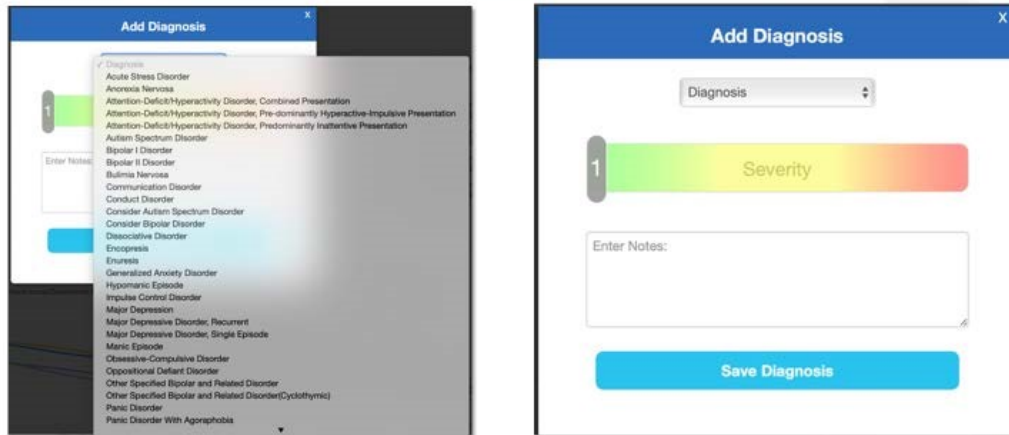 Add Diagnosis
X
✓ Diagnosis
Acute Stress Disorder
Anorexia Nervosa
Attention-Deficit/Hyperactivity Disorder, Combined Presentation
Attention-Deficit/Hyperactivity Disorder, Pre-dominantly Hyperactive-Impulsive Presentation
Attention-Deficit/Hyperactivity Disorder, Predominantly Inattentive Presentation
Autism Spectrum Disorder
Bipolar I Disorder
Bipolar II Disorder
Bulimia Nervosa
Communication Disorder
Conduct Disorder
Consider Autism Spectrum Disorder
Consider Bipolar Disorder
Dissociative Disorder
Encopresis
Enuresis
Generalized Anxiety Disorder
Hypomanic Episode
Impulse Control Disorder
Major Depression
Major Depressive Disorder, Recurrent
Major Depressive Disorder, Single Episode
Manic Episode
Obsessive-Compulsive Disorder
Oppositional Defiant Disorder
Other Specified Bipolar and Related Disorder
Other Specified Bipolar and Related Disorder(Cyclothymic)
Panic Disorder
Panic Disorder With Agoraphobia
1
Enter Notes:
Add Diagnosis
X
Diagnosis
1
Severity
Enter Notes:
Save Diagnosis